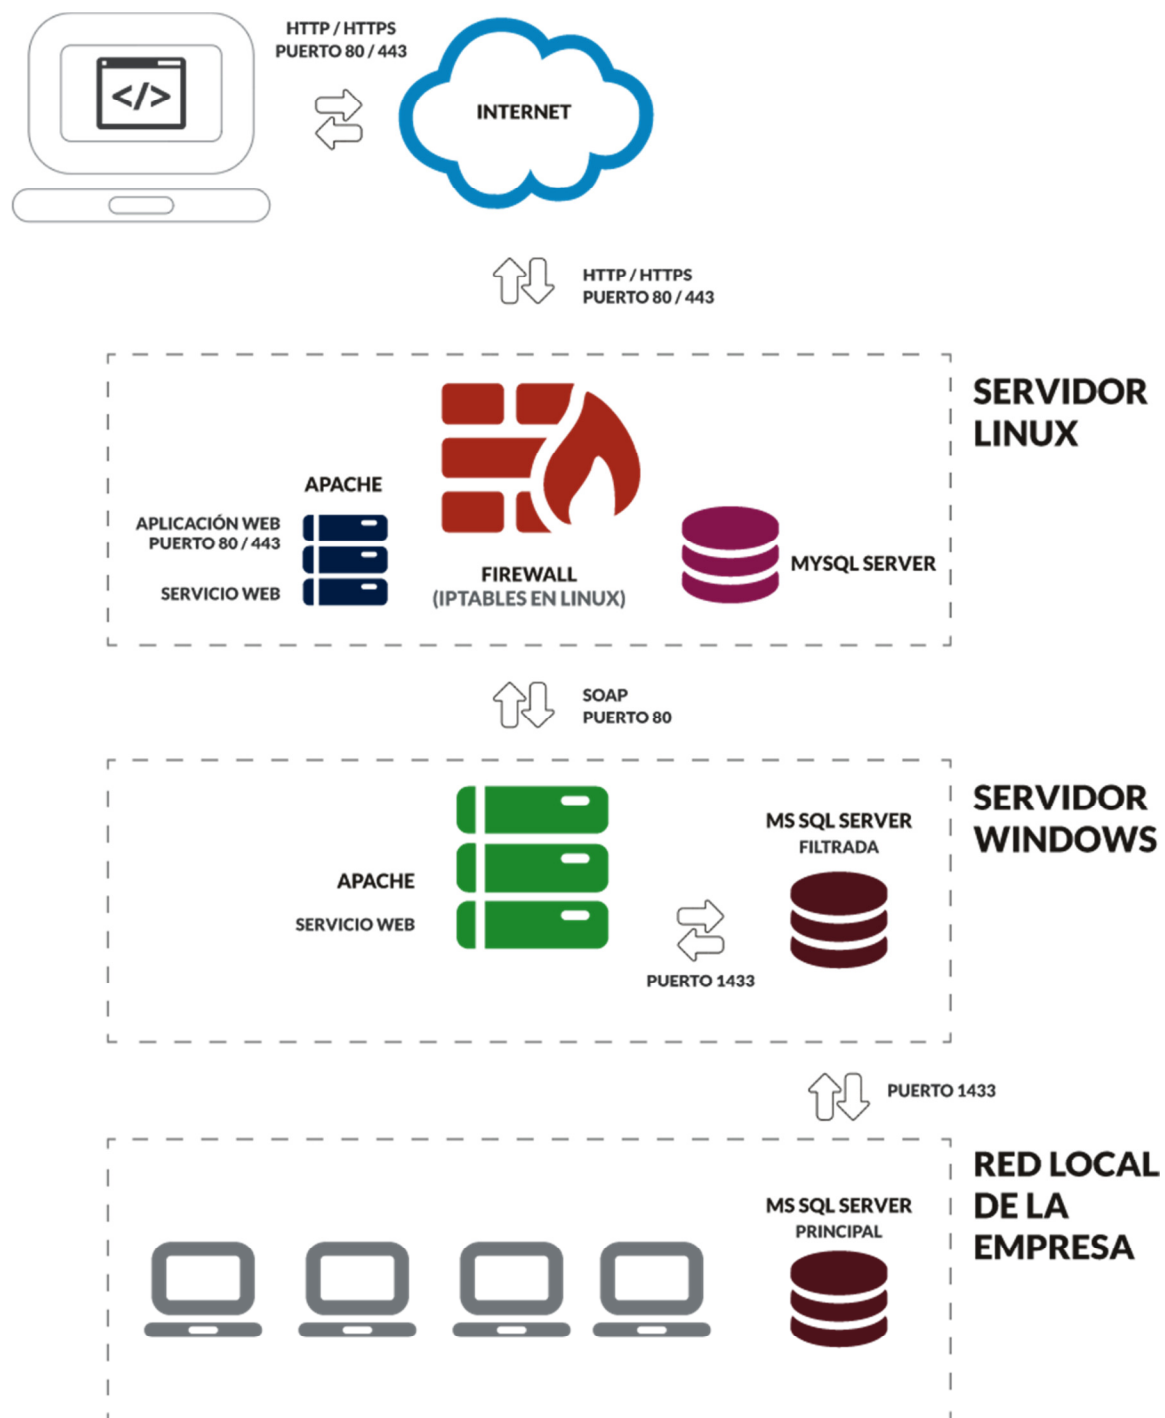 HTTP / HTTPS
PUERTO 80 / 443
</>
INTERNET
HTTP / HTTPS
PUERTO 80 / 443
SERVIDOR
LINUX
APACHE
APLICACIÓN WEB
PUERTO 80 / 443
SERVICIO WEB
FIREWALL
(IPTABLES EN LINUX)
MYSQL SERVER
SOAP
PUERTO 80
SERVIDOR
WINDOWS
MS SQL SERVER
FILTRADA
APACHE
SERVICIO WEB
PUERTO 1433
PUERTO 1433
RED LOCAL
DE LA
EMPRESA
MS SQL SERVER
PRINCIPAL